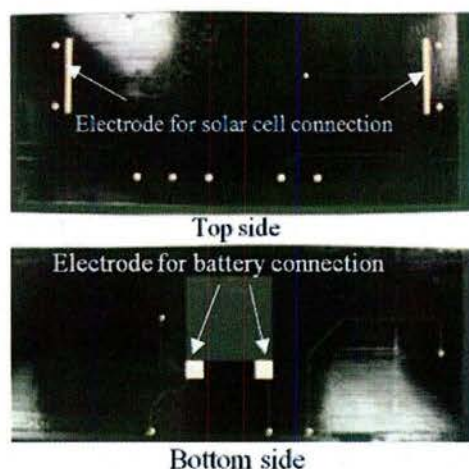 Electrode for solar cell connection
Top side
Electrode for battery connection
Bottom side